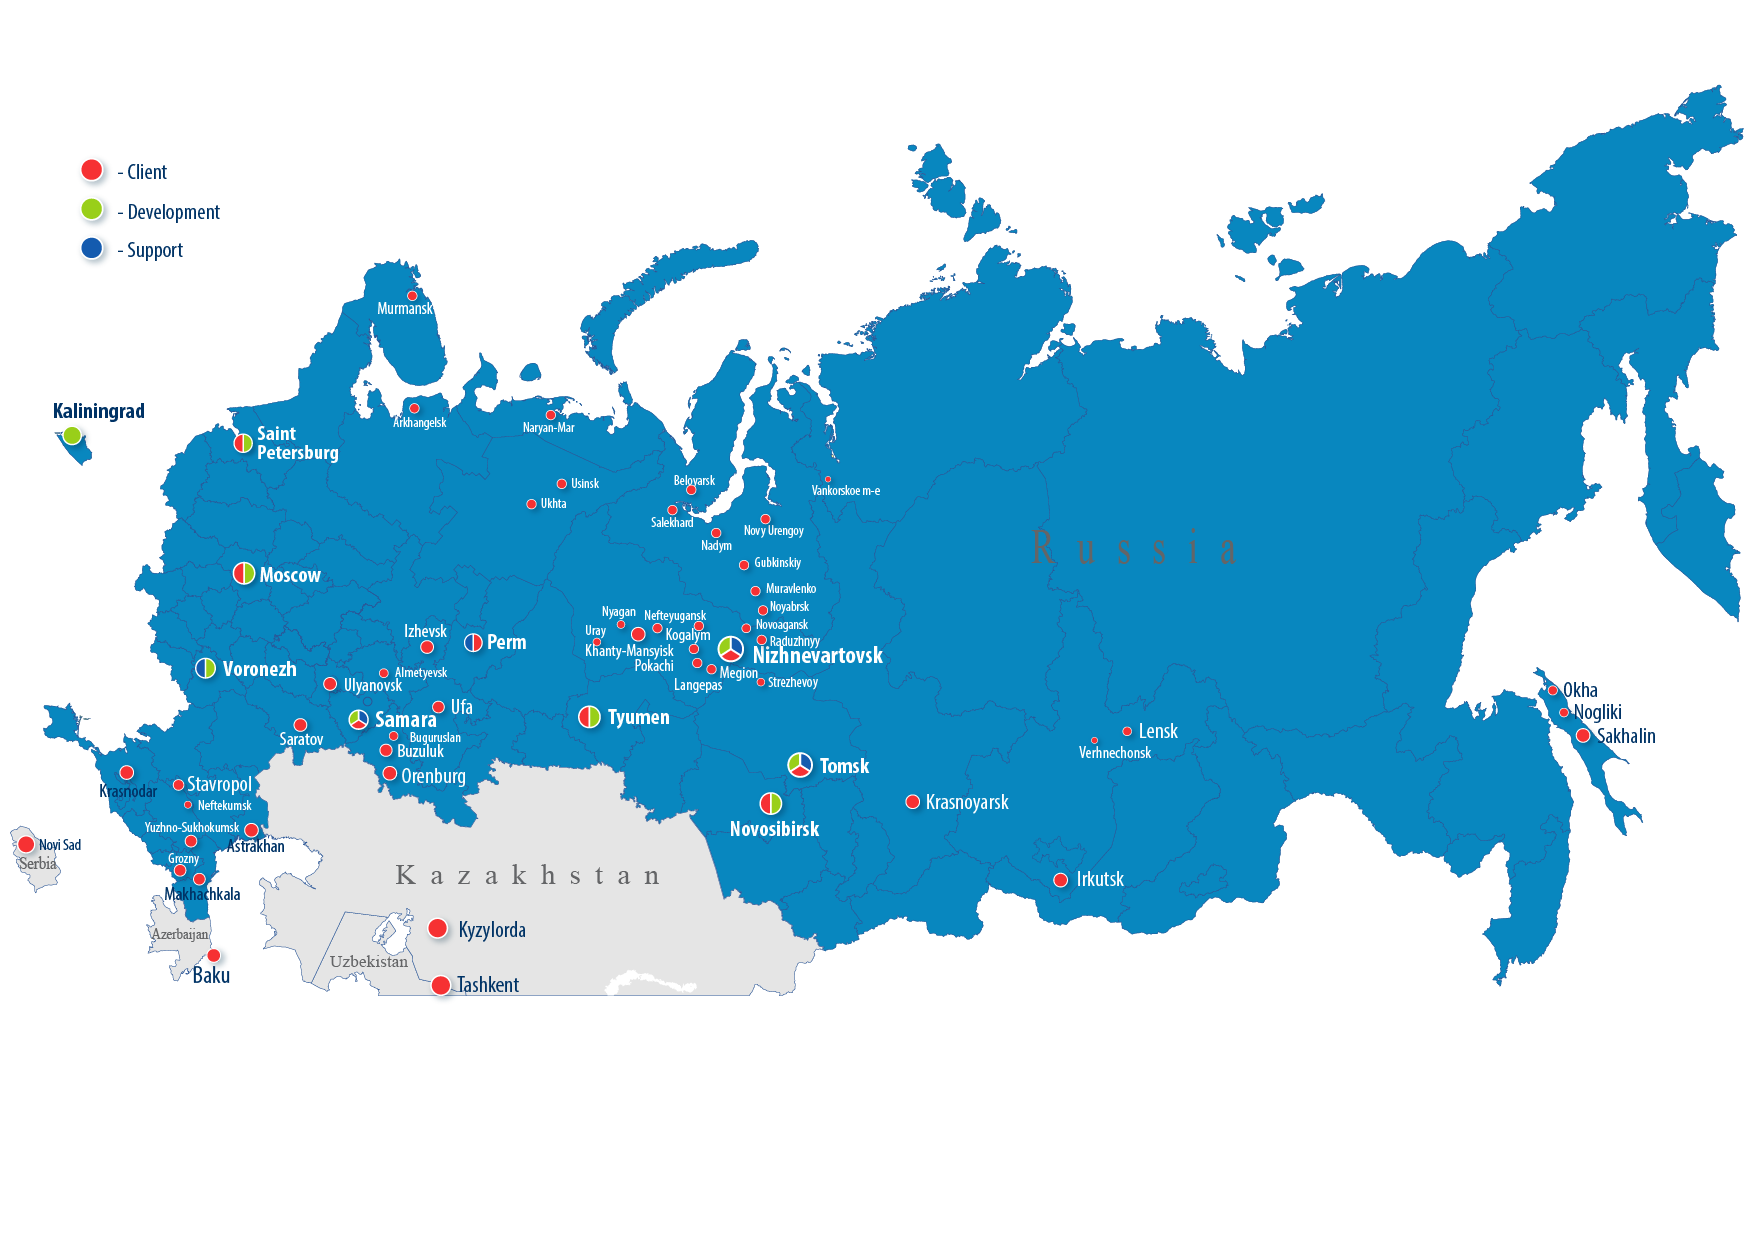 - Client
- Development
- Support
Murmansk
Kaliningrad
Arkhangelsk
Naryan-Mar
Saint
Petersburg
Usinsk
Beloyarsk
Vankorskoe m-e
Ukhta
Salekhard
Novy Urengoy
Nadym
Russia
Gubkinskiy
Moscow
Muravlenko
Noyabrsk
Nyagan
Nefteyugansk
Novoagansk
Izhevsk
Uray
Kogalym
Raduzhnyy
Perm
Khanty-Mansyisk
Nizhnevartovsk
Pokachi
Voronezh
Almetyevsk
Megion
Ulyanovsk
Langepas
Strezhevoy
Okha
Ufa
Nogliki
Samara
Tyumen
Lensk
Sakhalin
Saratov
Buguruslan
Buzuluk
Verhnechonsk
Tomsk
Orenburg
Stavropol
Krasnodar
Krasnoyarsk
Neftekumsk
Yuzhno-Sukhokumsk
Novosibirsk
Novi Sad
Astrakhan
Serbia
Grozny
Kazakhstan
Irkutsk
Makhachkala
Kyzylorda
Azerbaijan
Uzbekistan
Baku
Tashkent